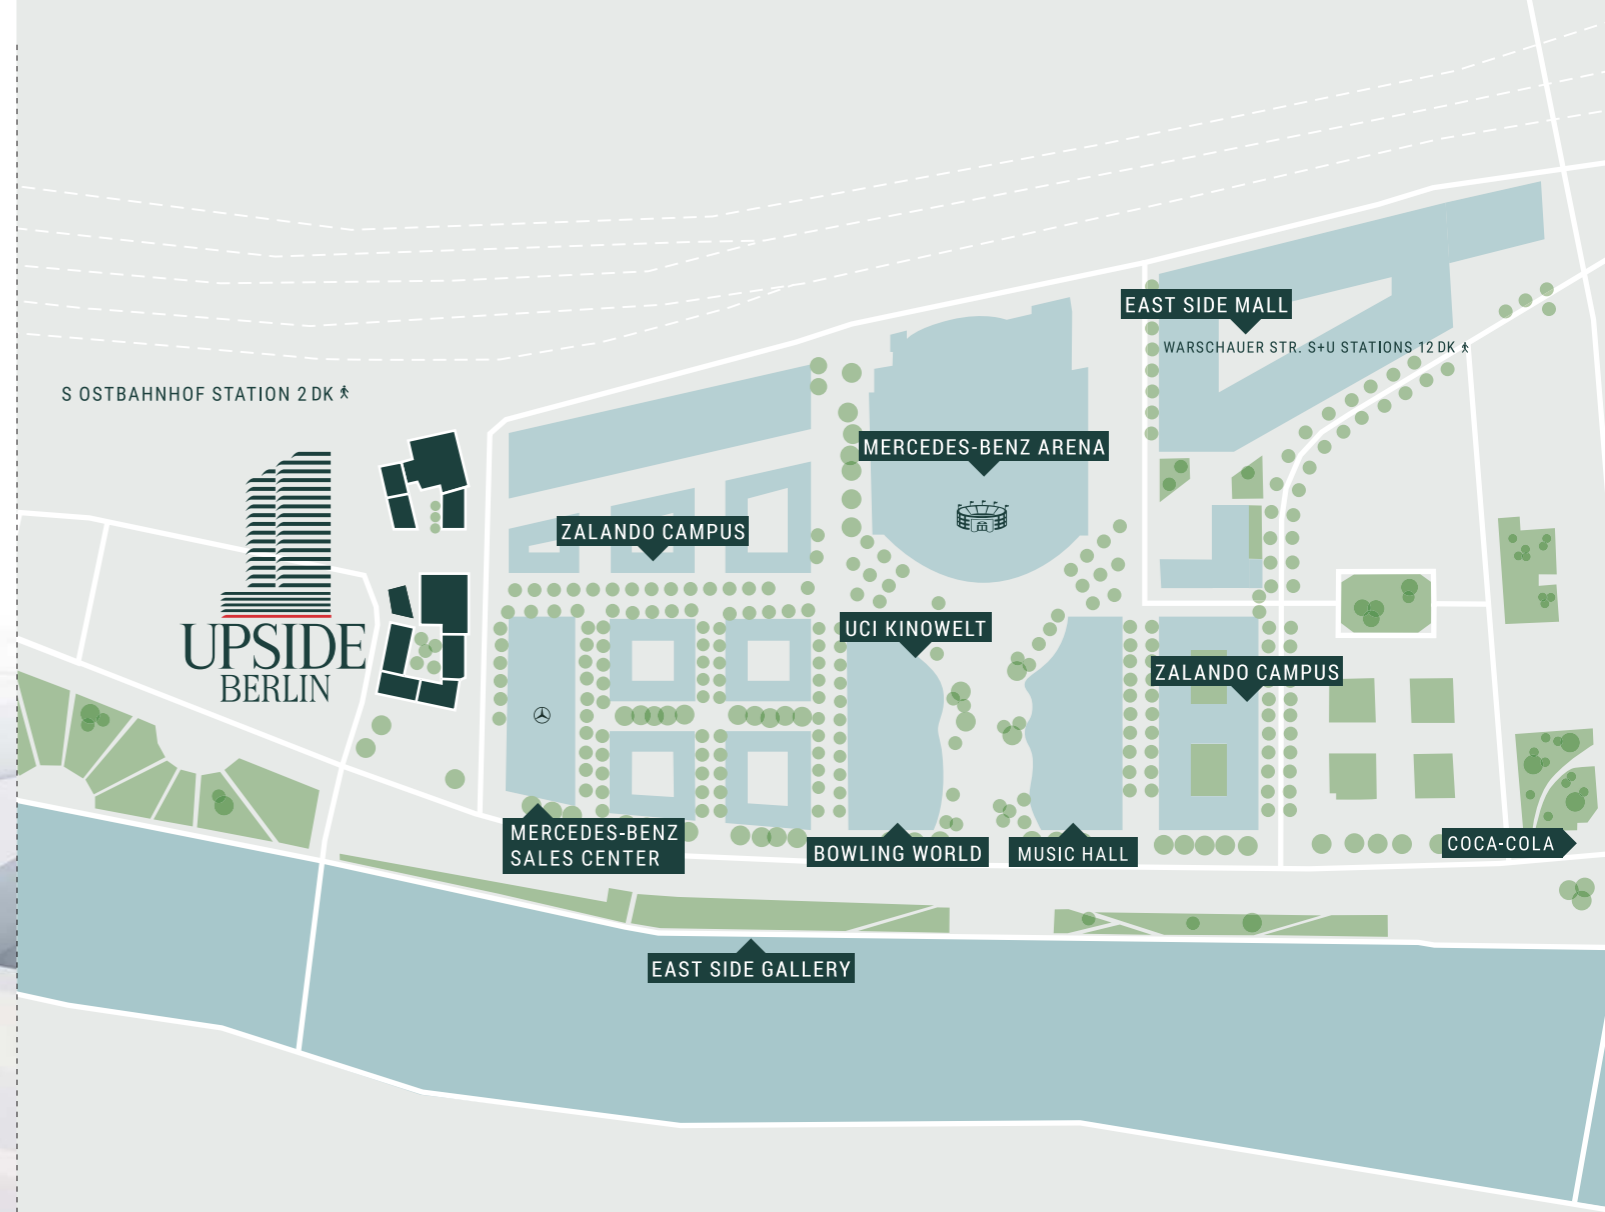 EAST SIDE MALL
WARSCHAUER STR. S+U STATIONS 12 DK
S OSTBAHNHOF STATION 2 DK
MERCEDES-BENZ ARENA
ZALANDO CAMPUS
UCI KINOWELT
UPSIDE
BERLIN
ZALANDO CAMPUS
MERCEDES-BENZ
SALES CENTER
BOWLING WORLD
MUSIC HALL
COCA-COLA
EAST SIDE GALLERY